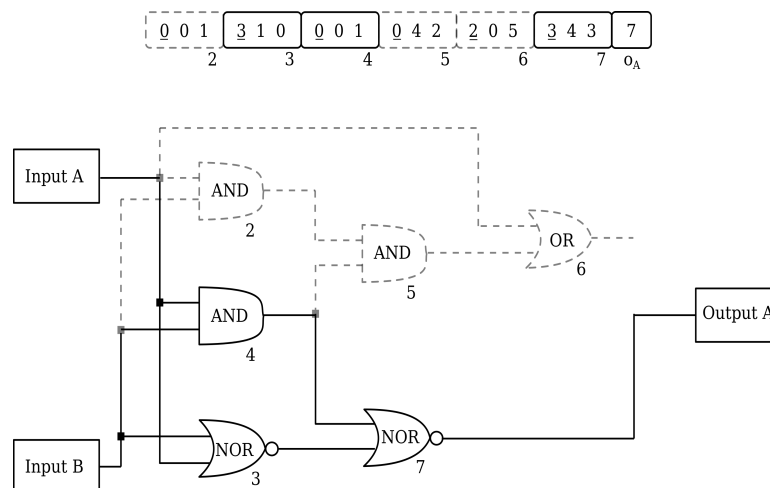 0 0 1 3 1 0 0 0 1 0 4 2 2 0 5 3 4 3 7
2 3 4 5 6 7 oA
Input A
AND
2
OR
6
AND
5
AND
4
Output A
NOR
7
NOR
3
Input B